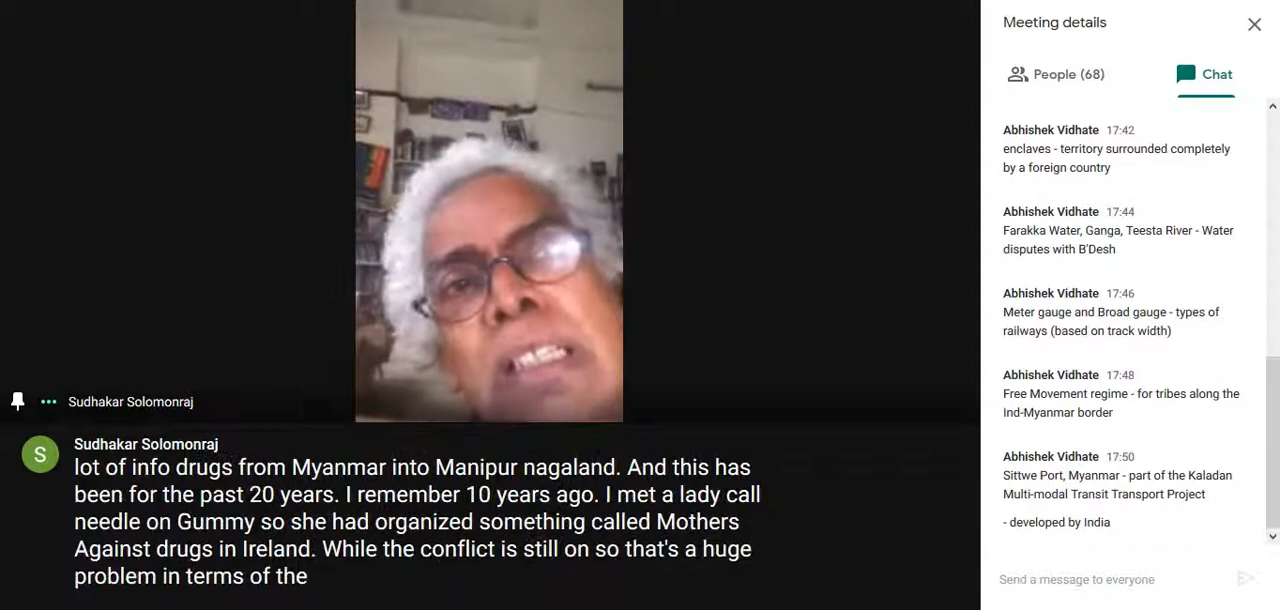 Meeting details
People (68)
Chat
Abhishek Vidhate 17:42
enclaves - territory surrounded completely
by a foreign country
Abhishek Vidhate 17:44
Farakka Water, Ganga, Teesta River - Water
disputes with B'Desh
Abhishek Vidhate 17:46
Meter gauge and Broad gauge - types of
railways (based on track width)
Abhishek Vidhate 17:48
Free Movement regime - for tribes along the
Ind-Myanmar border
Abhishek Vidhate 17:50
Sittwe Port, Myanmar - part of the Kaladan
Multi-modal Transit Transport Project
- developed by India
Send a message to everyone
Sudhakar Solomonraj
S
Sudhakar Solomonraj
lot of info drugs from Myanmar into Manipur nagaland. And this has
been for the past 20 years. I remember 10 years ago. I met a lady call
needle on Gummy so she had organized something called Mothers
Against drugs in Ireland. While the conflict is still on so that's a huge
problem in terms of the